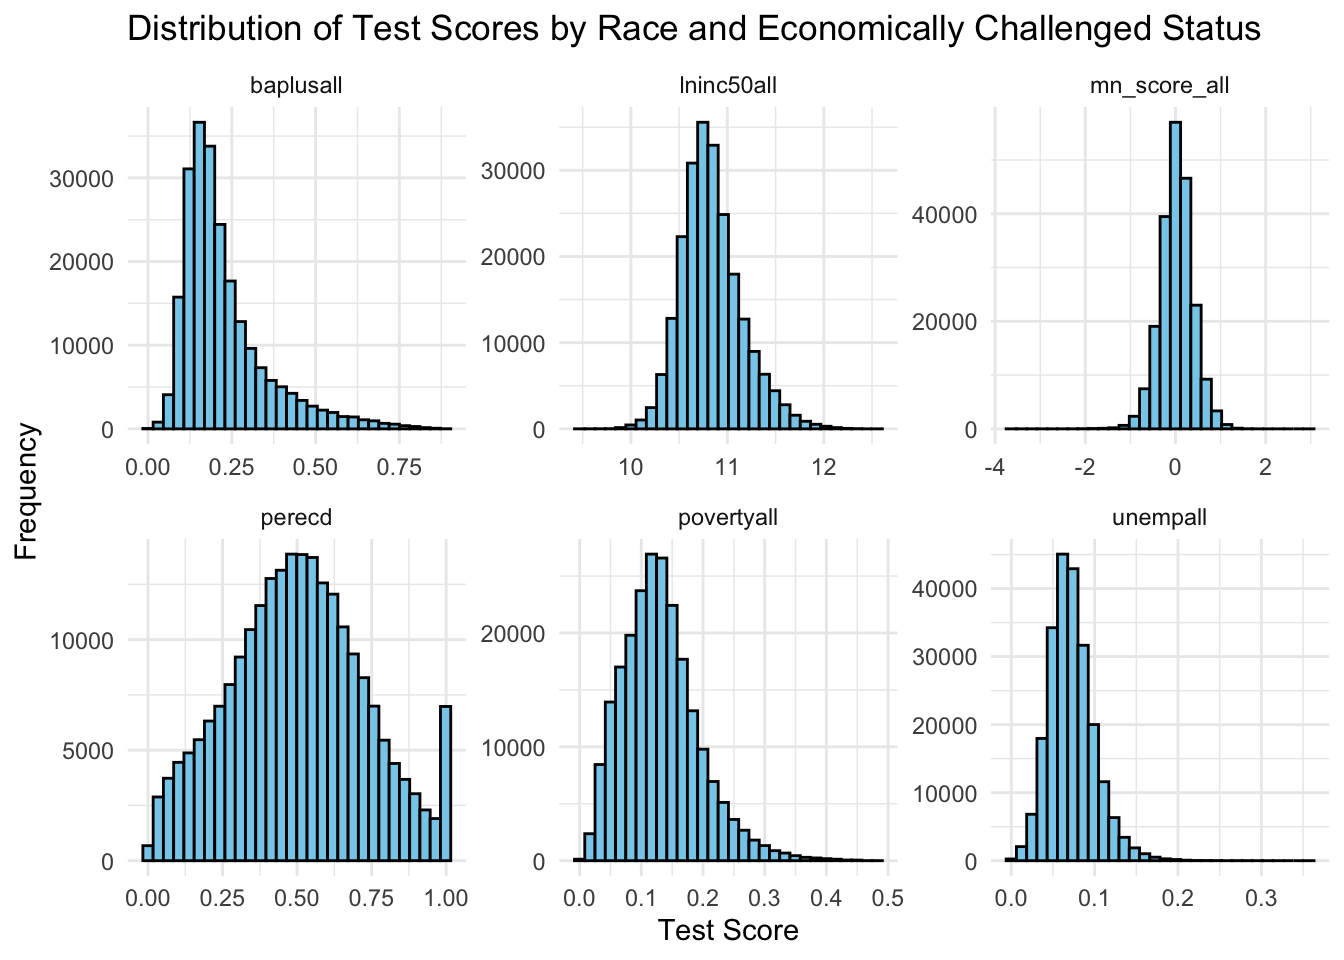 Distribution of Test Scores by Race and Economically Challenged Status
baplusall
lninc50all
mn_score_all
30000
20000
10000
0
30000
20000
10000
0
40000
20000
0
0.00 0.25 0.50 0.75
10 11 12
-4 -2 0 2
Frequency
perecd
povertyall
unempall
10000
5000
0
20000
10000
0
40000
30000
20000
10000
0
0.00 0.25 0.50 0.75 1.00
0.0 0.1 0.2 0.3 0.4 0.5
0.0 0.1 0.2 0.3
Test Score